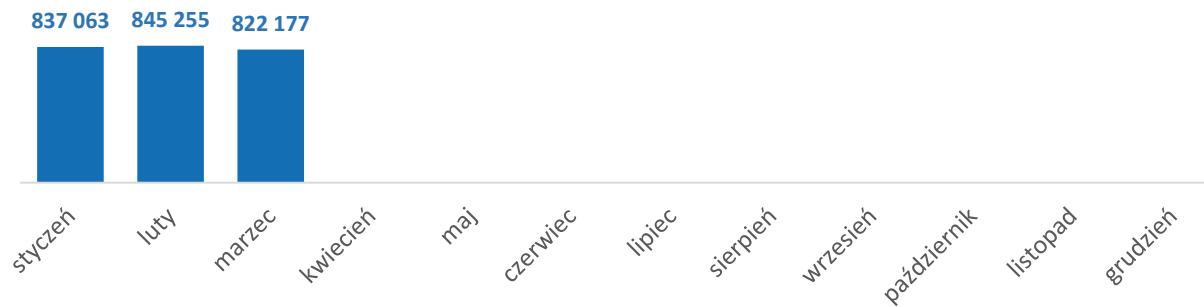 837 063
845 255
822 177
styczeń
luty
marzec
kwiecień
maj
czerwiec
lipiec
sierpień
wrzesień
październik
listopad
grudzień